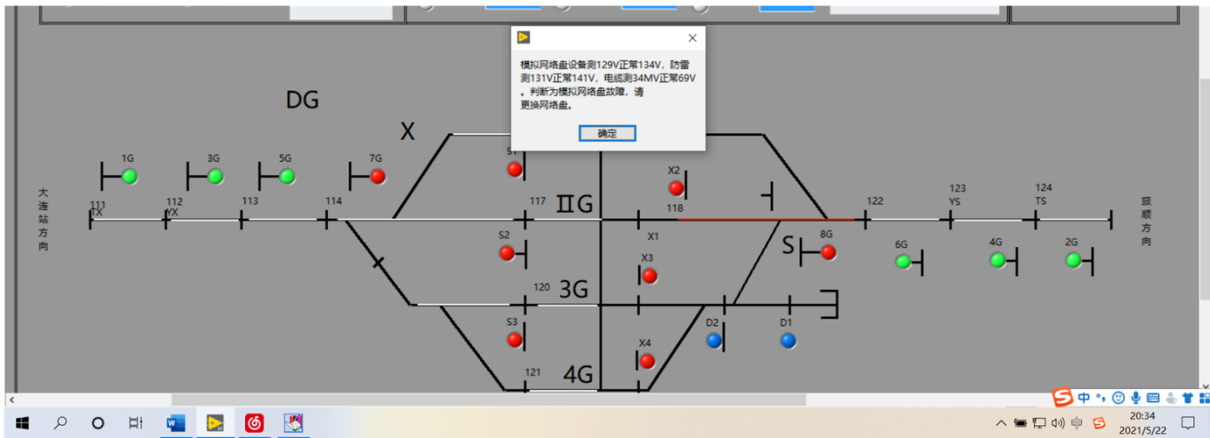 模拟网络盘设备测129V正常134V，防雷
测131V正常141V，电缆测34MV正常69V
。判断为模拟网络盘故障，请
更换网络盘。
确定
DG
X
S1
1G
3G
5G
7G
X2
大连站方向
111
TX
112
YX
113
114
117
IIG
118
122
123
YS
124
TS
旅顺方向
S2
X1
S
8G
6G
4G
2G
X3
120
3G
S3
X4
D2
D1
121
4G
中
20:34
2021/5/22